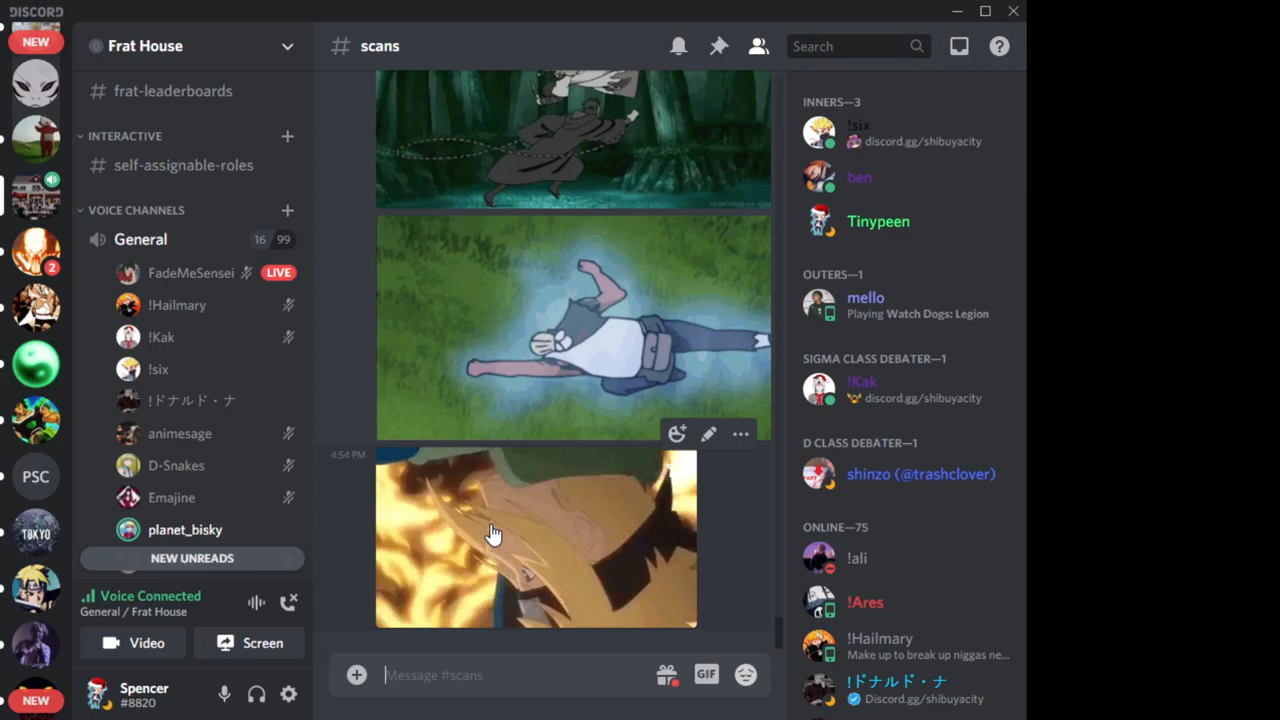 DISCORD
NEW
2
PSC
TOKYO
NEW
Frat House
frat-leaderboards
INTERACTIVE
self-assignable-roles
VOICE CHANNELS
General 16 99
FadeMeSensei LIVE
!Hailmary
!Kak
!six
!ドナルド・ナ
animesage
D-Snakes
Emajine
planet_bisky
NEW UNREADS
Voice Connected
General / Frat House
Video Screen
Spencer
#8820
# scans
Search
4:54 PM
Message #scans
GIF
INNERS—3
!six
discord.gg/shibuyacity
ben
Tinypeen
OUTERS—1
mello
Playing Watch Dogs: Legion
SIGMA CLASS DEBATER—1
!Kak
discord.gg/shibuyacity
D CLASS DEBATER—1
shinzo (@trashclover)
ONLINE—75
!ali
!Ares
!Hailmary
Make up to break up niggas ne...
!ドナルド・ナ
Discord.gg/shibuyacity